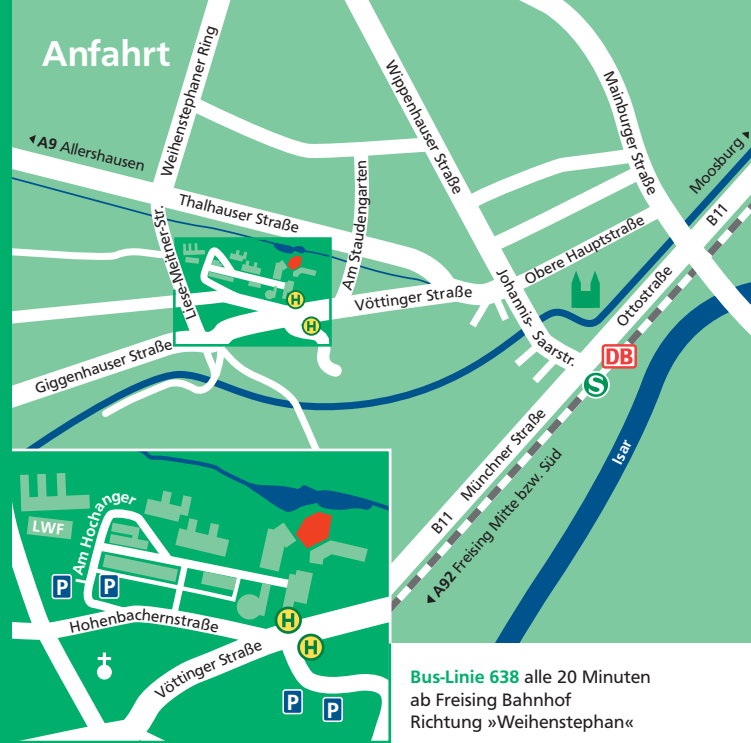 Anfahrt
Weihenstephaner Ring
Wippenhauser Straße
Mainburger Straße
A9 Allershausen
Moosburg
B11
Thalhauser Straße
Am Staudengarten
Liese-Meitner-Str.
Obere Hauptstraße
Vöttinger Straße
Johannis-
Saarstr.
Ottostraße
H
H
DB
S
Giggenhauser Straße
Isar
B11 Münchner Straße
A92 Freising Mitte bzw. Süd
LWF
Am Hochanger
P
P
Hohenbachernstraße
H
H
Vöttinger Straße
P
P
Bus-Linie 638 alle 20 Minuten
ab Freising Bahnhof
Richtung »Weihenstephan«